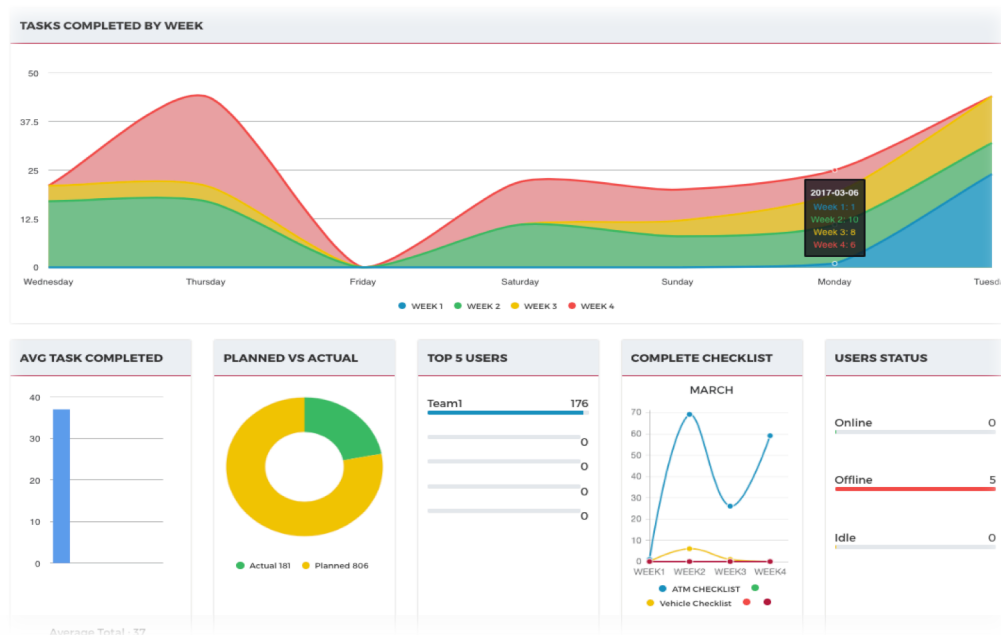 TASKS COMPLETED BY WEEK
50
37.5
25
12.5
0
Wednesday Thursday Friday Saturday Sunday Monday Tuesd
2017-03-06
Week 1: 1
Week 2: 10
Week 3: 8
Week 4: 6
WEEK 1 WEEK 2 WEEK 3 WEEK 4
AVG TASK COMPLETED
40
30
20
10
0
Average Total - 37
PLANNED VS ACTUAL
Actual 181 Planned 806
TOP 5 USERS
Team1 176
0
0
0
0
COMPLETE CHECKLIST
MARCH
70
60
50
40
30
20
10
0
WEEK1 WEEK2 WEEK3 WEEK4
ATM CHECKLIST
Vehicle Checklist
USERS STATUS
Online 0
Offline 5
Idle 0